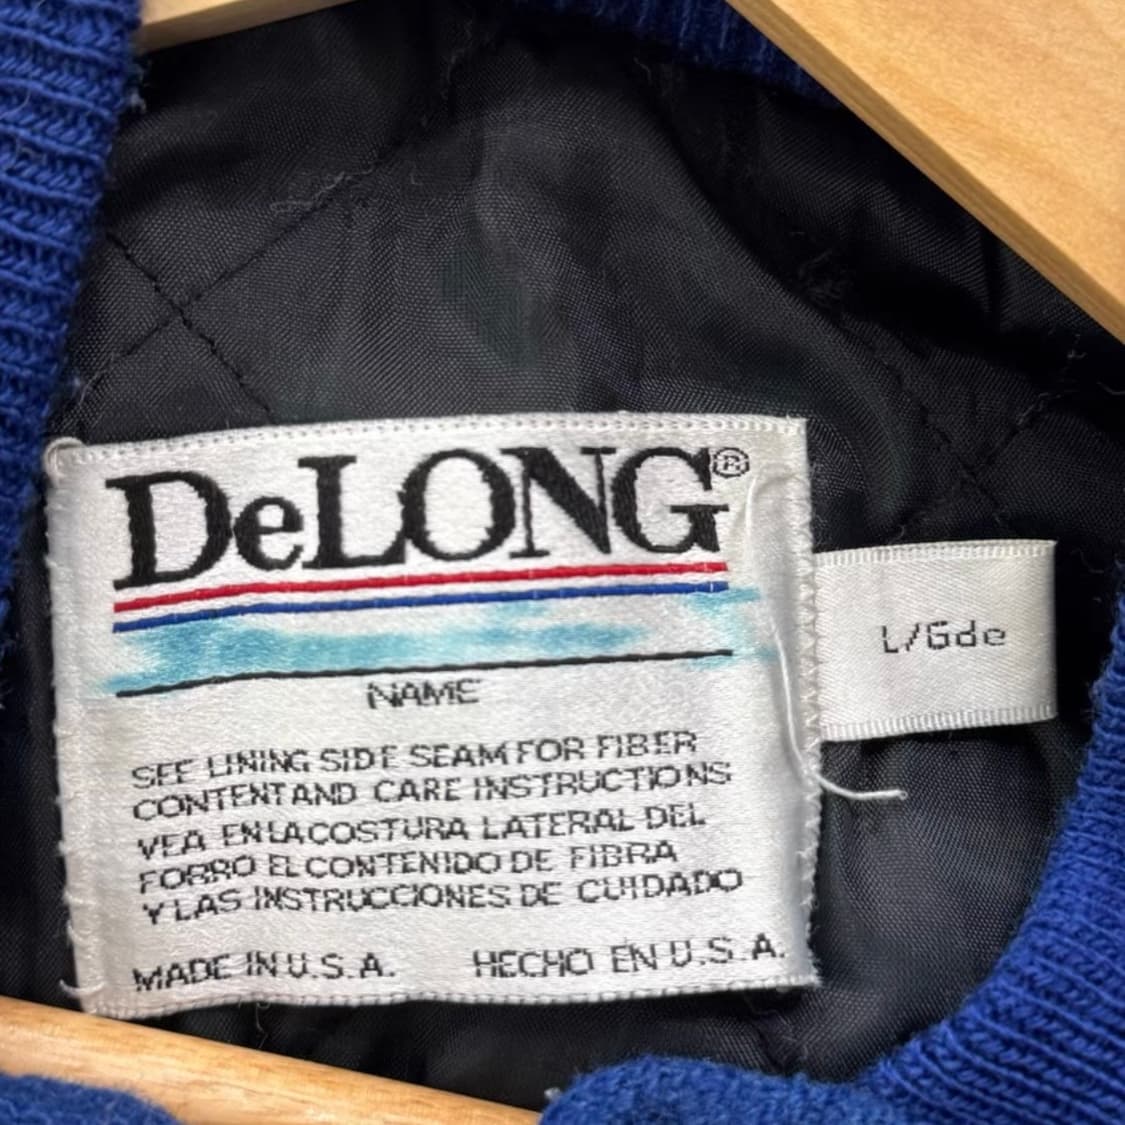 DeLONG®
NAME
SEE LINING SIDE SEAM FOR FIBER
CONTENT AND CARE INSTRUCTIONS
VEA EN LA COSTURA LATERAL DEL
FORRO EL CONTENIDO DE FIBRA
Y LAS INSTRUCCIONES DE CUIDADO
MADE IN U.S.A. HECHO EN U.S.A.
L/Gde